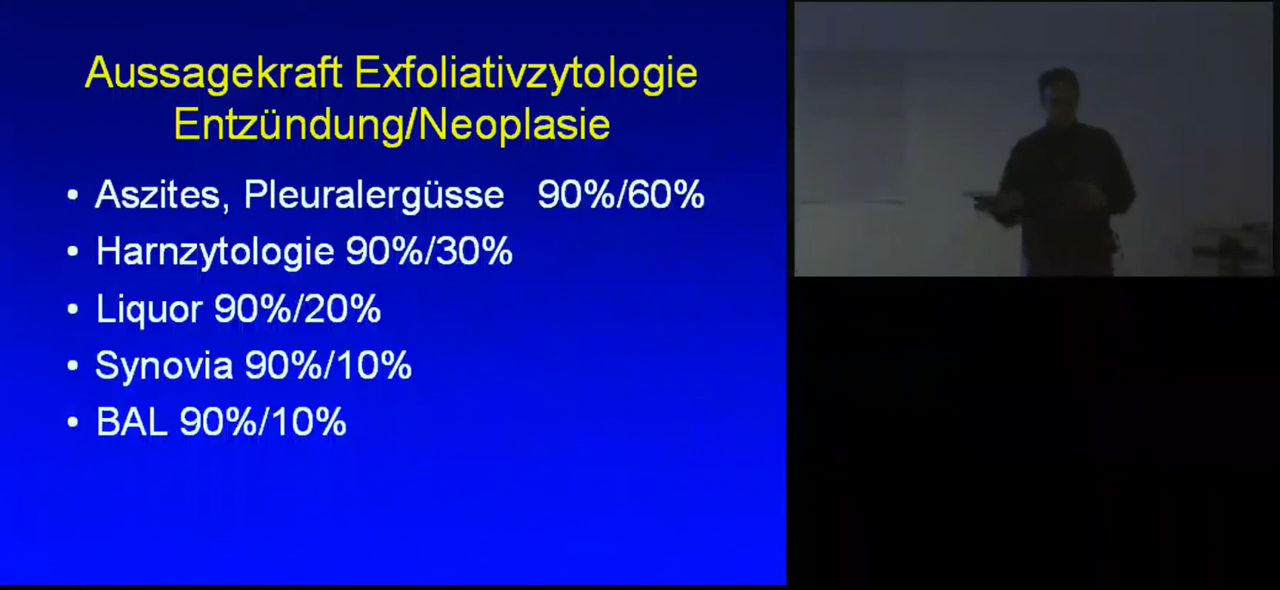 Aussagekraft Exfoliativzytologie
Entzündung/Neoplasie
• Aszites, Pleuralergüsse 90%/60%
• Harnzytologie 90%/30%
• Liquor 90%/20%
• Synovia 90%/10%
• BAL 90%/10%